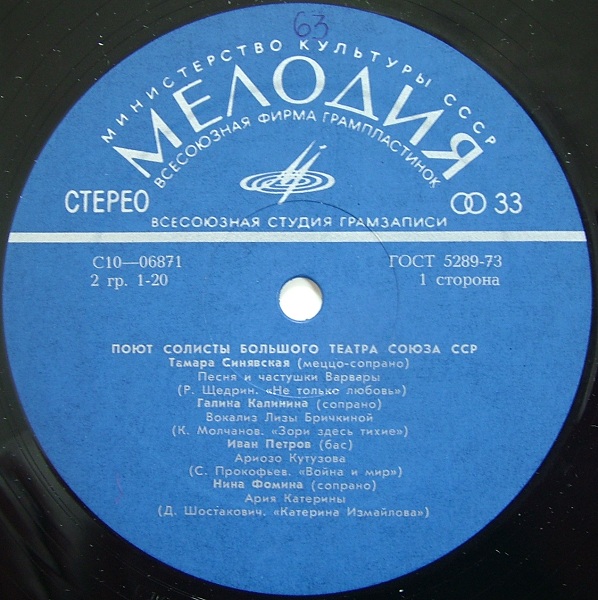 63
МИНИСТЕРСТВО КУЛЬТУРЫ СССР
МЕЛОДИЯ
ВСЕСОЮЗНАЯ ФИРМА ГРАМПЛАСТИНОК
СТЕРЕО
33
ВСЕСОЮЗНАЯ СТУДИЯ ГРАМЗАПИСИ
С10—06871
ГОСТ 5289-73
2 гр. 1-20
1 сторона
ПОЮТ СОЛИСТЫ БОЛЬШОГО ТЕАТРА СОЮЗА ССР
Тамара Синявская (меццо-сопрано)
Песня и частушки Варвары
(Р. Щедрин. «Не только любовь»)
Галина Калинина (сопрано)
Вокализ Лизы Бричкиной
(К. Молчанов. «Зори здесь тихие»)
Иван Петров (бас)
Ариозо Кутузова
(С. Прокофьев. «Война и мир»)
Нина Фомина (сопрано)
Ария Катерины
(Д. Шостакович. «Катерина Измайлова»)